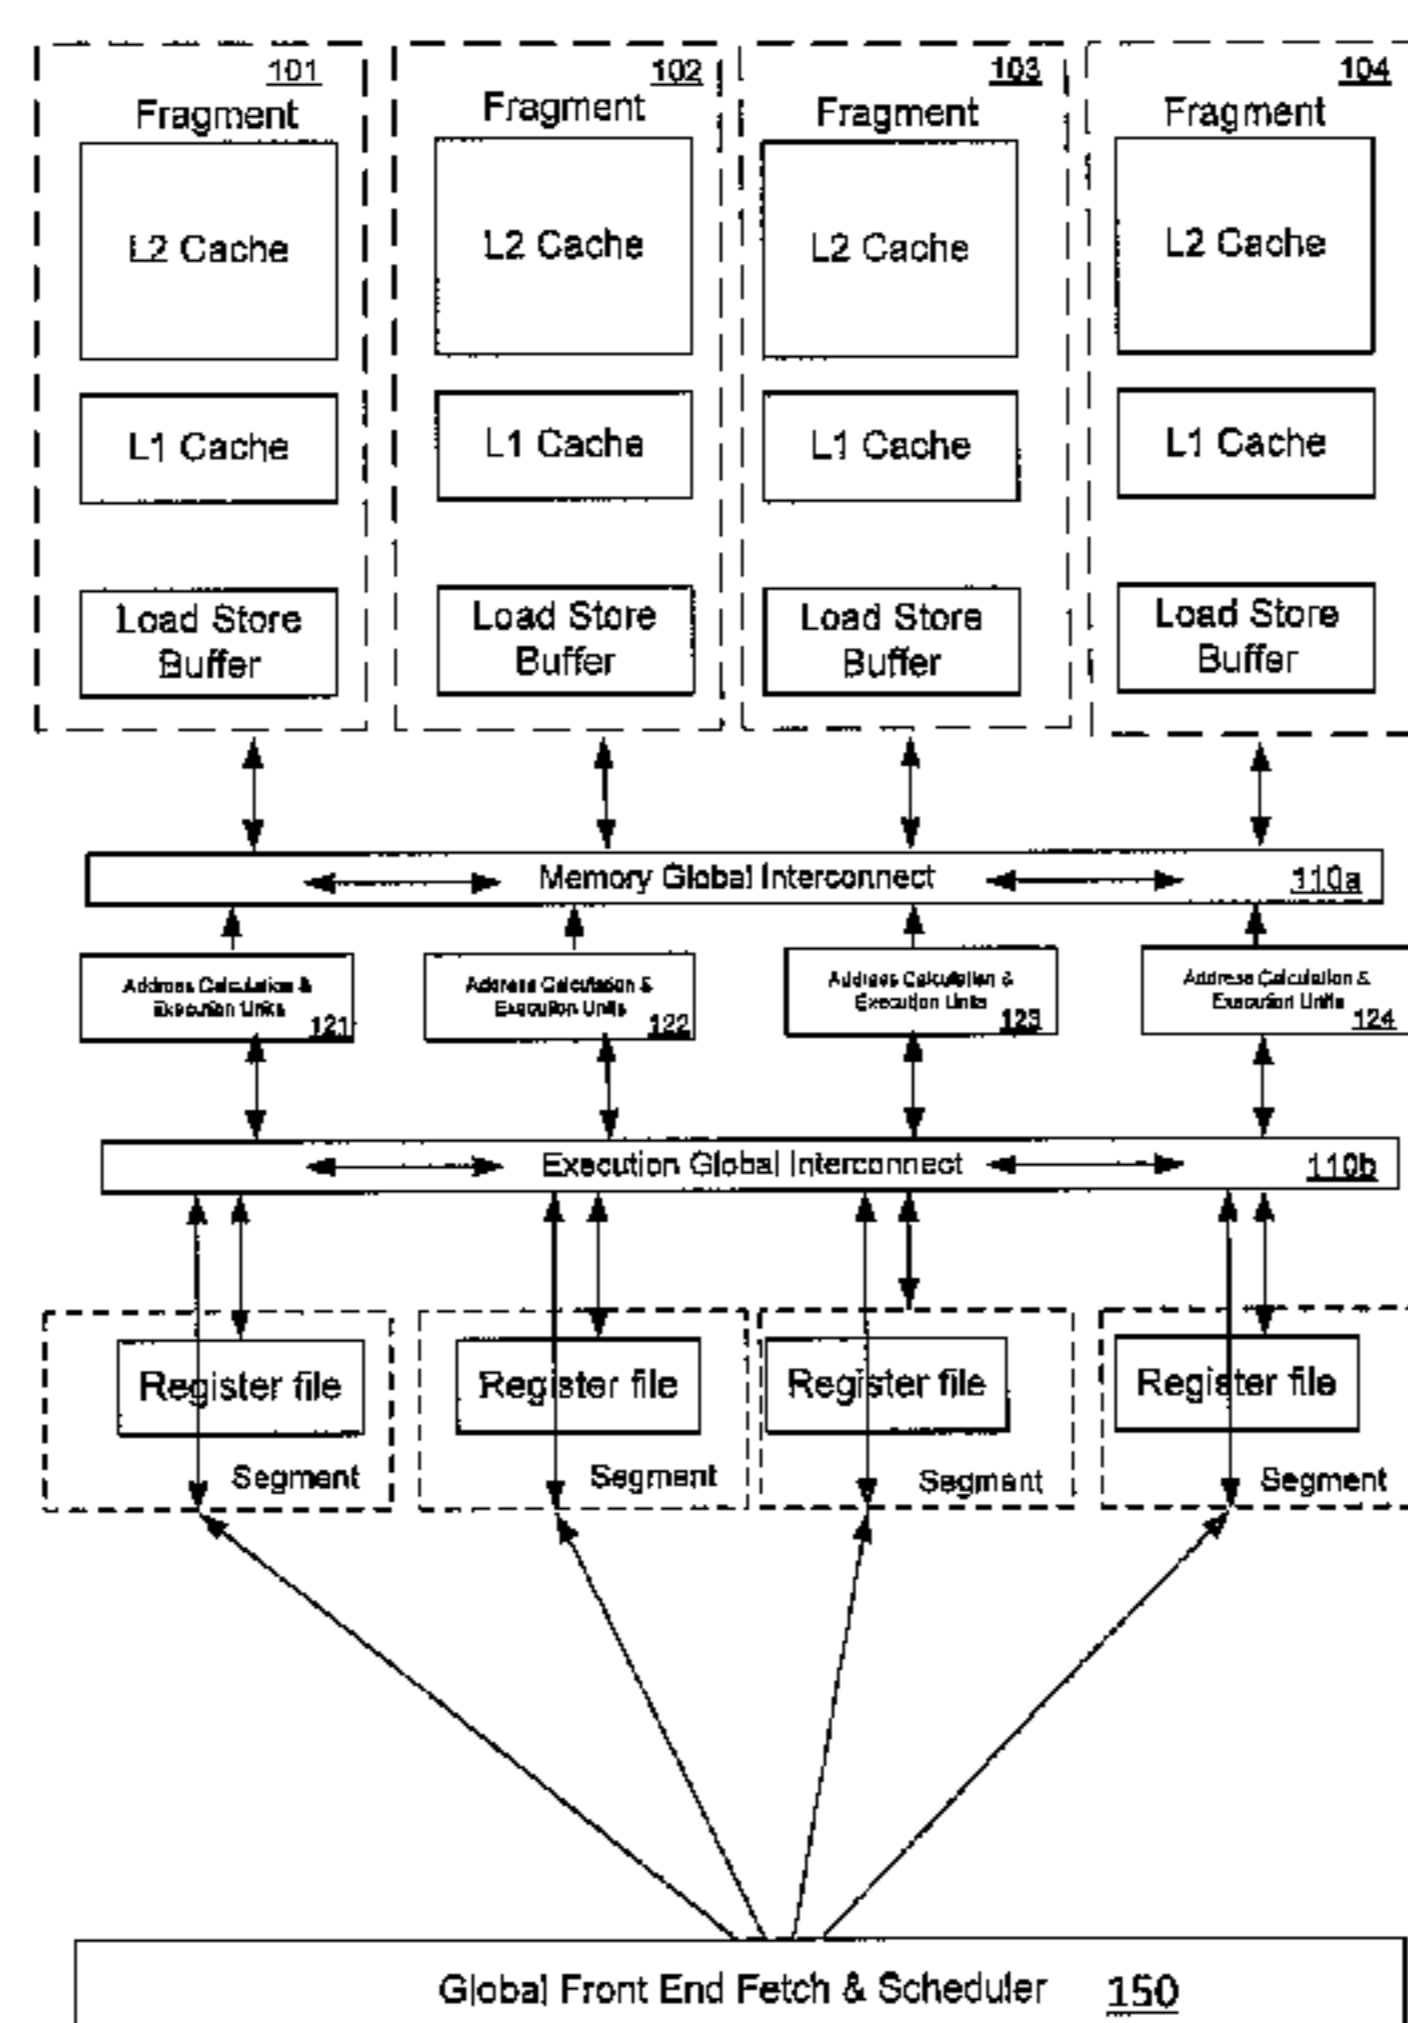 101 102 103 104
Fragment Fragment Fragment Fragment
L2 Cache L2 Cache L2 Cache L2 Cache
L1 Cache L1 Cache L1 Cache L1 Cache
Load Store Load Store Load Store Load Store
Buffer Buffer Buffer Buffer
Memory Global Interconnect 110a
Address Calculation & Address Calculation & Address Calculation & Address Calculation &
Execution Units Execution Units Execution Units Execution Units
121 122 123 124
Execution Global Interconnect 110b
Register file Register file Register file Register file
Segment Segment Segment Segment
Global Front End Fetch & Scheduler 150